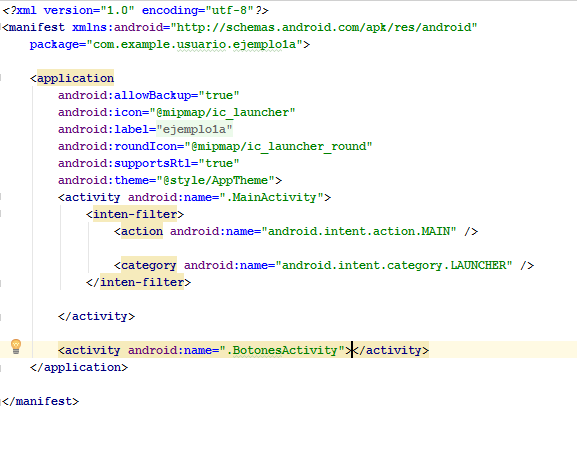 <?xml version="1.0" encoding="utf-8"?>
<manifest xmlns:android="http://schemas.android.com/apk/res/android"
    package="com.example.usuario.ejemplo1a">

    <application
        android:allowBackup="true"
        android:icon="@mipmap/ic_launcher"
        android:label="ejemplo1a"
        android:roundIcon="@mipmap/ic_launcher_round"
        android:supportsRtl="true"
        android:theme="@style/AppTheme">
        <activity android:name=".MainActivity">
            <inten-filter>
                <action android:name="android.intent.action.MAIN" />

                <category android:name="android.intent.category.LAUNCHER" />
            </inten-filter>

        </activity>

        <activity android:name=".BotonesActivity"></activity>
    </application>

</manifest>